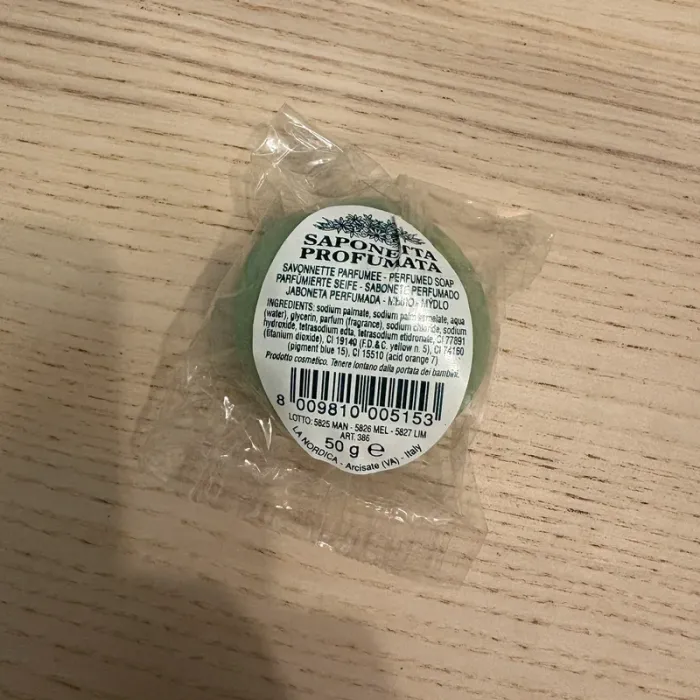 SAPONETTA
PROFUMATA
SAVONNETTE PARFUMEE - PERFUMED SOAP
PARFÜMIERTE SEIFE - SABONETE PERFUMADO
JABONETA PERFUMADA - - MYDŁO
INGREDIENTS: sodium palmate, sodium palm kernelate, aqua
(water), glycerin, parfum (fragrance), sodium chloride, sodium
hydroxide, tetrasodium edta, tetrasodium etidronate, CI 77891
(titanium dioxide), CI 19140 (F.D.& C. yellow n. 5), CI 74160
(pigment blue 15), CI 15510 (acid orange 7)
Prodotto cosmetico. Tenere lontano dalla portata dei bambini.
8 009810 005153
LOTTO: 5825 MAN - 5826 MEL - 5827 LIM
ART. 386
50 g ℮
LA NORDICA - Arcisate (VA) - Italy